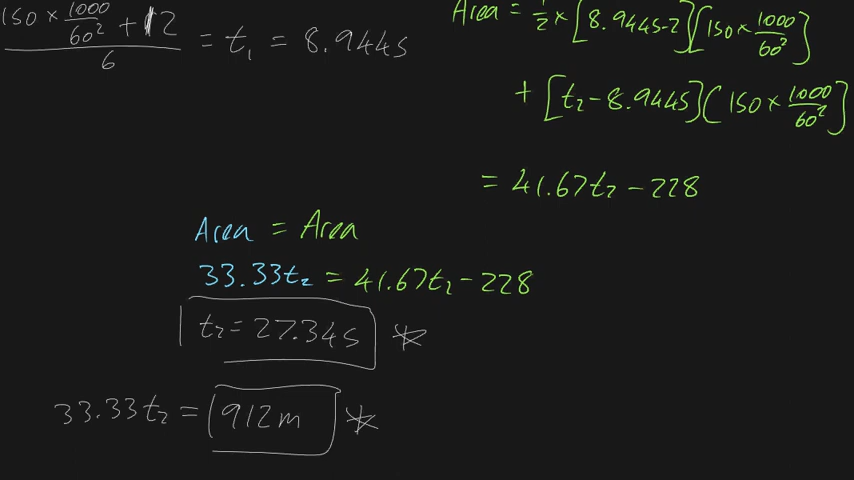 (150 × 1000/60² + 12)/6 = t₁ = 8.944s
Area = 1/2 × [8.944s-2][150 × 1000/60²]
+ [t₂ - 8.944s](150 × 1000/60²]
= 41.67t₂ - 228
Area = Area
33.33t₂ = 41.67t₂ - 228
t₂ = 27.34s *
33.33t₂ = 912m *